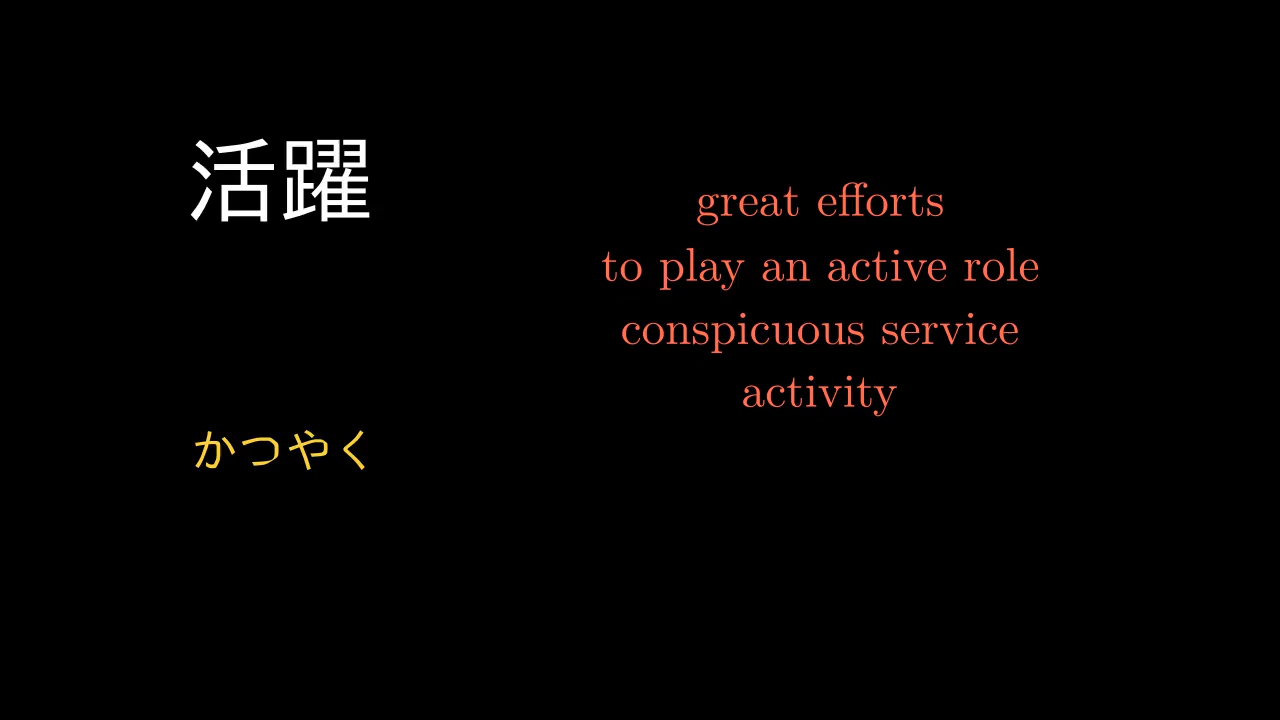 活躍
かつやく
great efforts
to play an active role
conspicuous service
activity